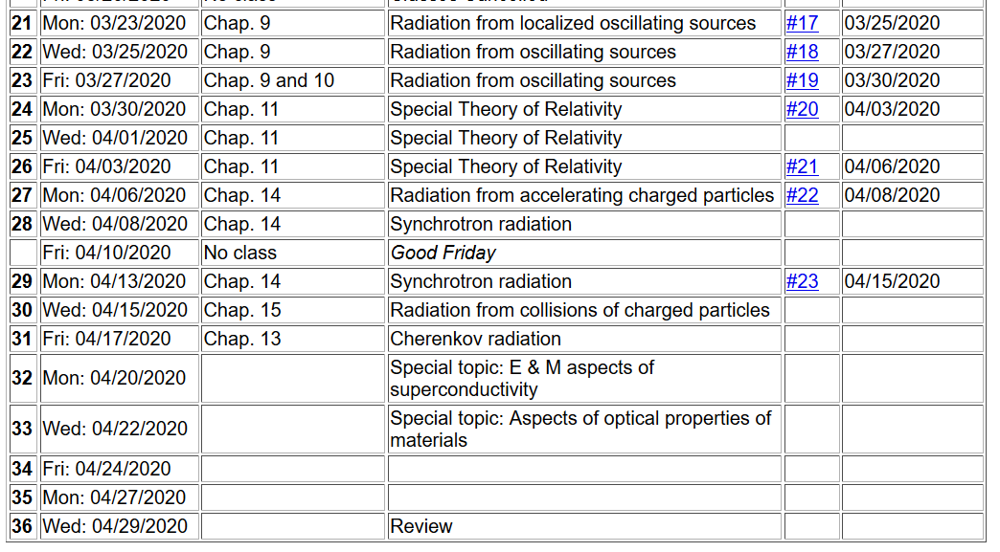 21 Mon: 03/23/2020 Chap. 9 Radiation from localized oscillating sources #17 03/25/2020
22 Wed: 03/25/2020 Chap. 9 Radiation from oscillating sources #18 03/27/2020
23 Fri: 03/27/2020 Chap. 9 and 10 Radiation from oscillating sources #19 03/30/2020
24 Mon: 03/30/2020 Chap. 11 Special Theory of Relativity #20 04/03/2020
25 Wed: 04/01/2020 Chap. 11 Special Theory of Relativity
26 Fri: 04/03/2020 Chap. 11 Special Theory of Relativity #21 04/06/2020
27 Mon: 04/06/2020 Chap. 14 Radiation from accelerating charged particles #22 04/08/2020
28 Wed: 04/08/2020 Chap. 14 Synchrotron radiation
Fri: 04/10/2020 No class Good Friday
29 Mon: 04/13/2020 Chap. 14 Synchrotron radiation #23 04/15/2020
30 Wed: 04/15/2020 Chap. 15 Radiation from collisions of charged particles
31 Fri: 04/17/2020 Chap. 13 Cherenkov radiation
32 Mon: 04/20/2020 Special topic: E & M aspects of
superconductivity
33 Wed: 04/22/2020 Special topic: Aspects of optical properties of
materials
34 Fri: 04/24/2020
35 Mon: 04/27/2020
36 Wed: 04/29/2020 Review